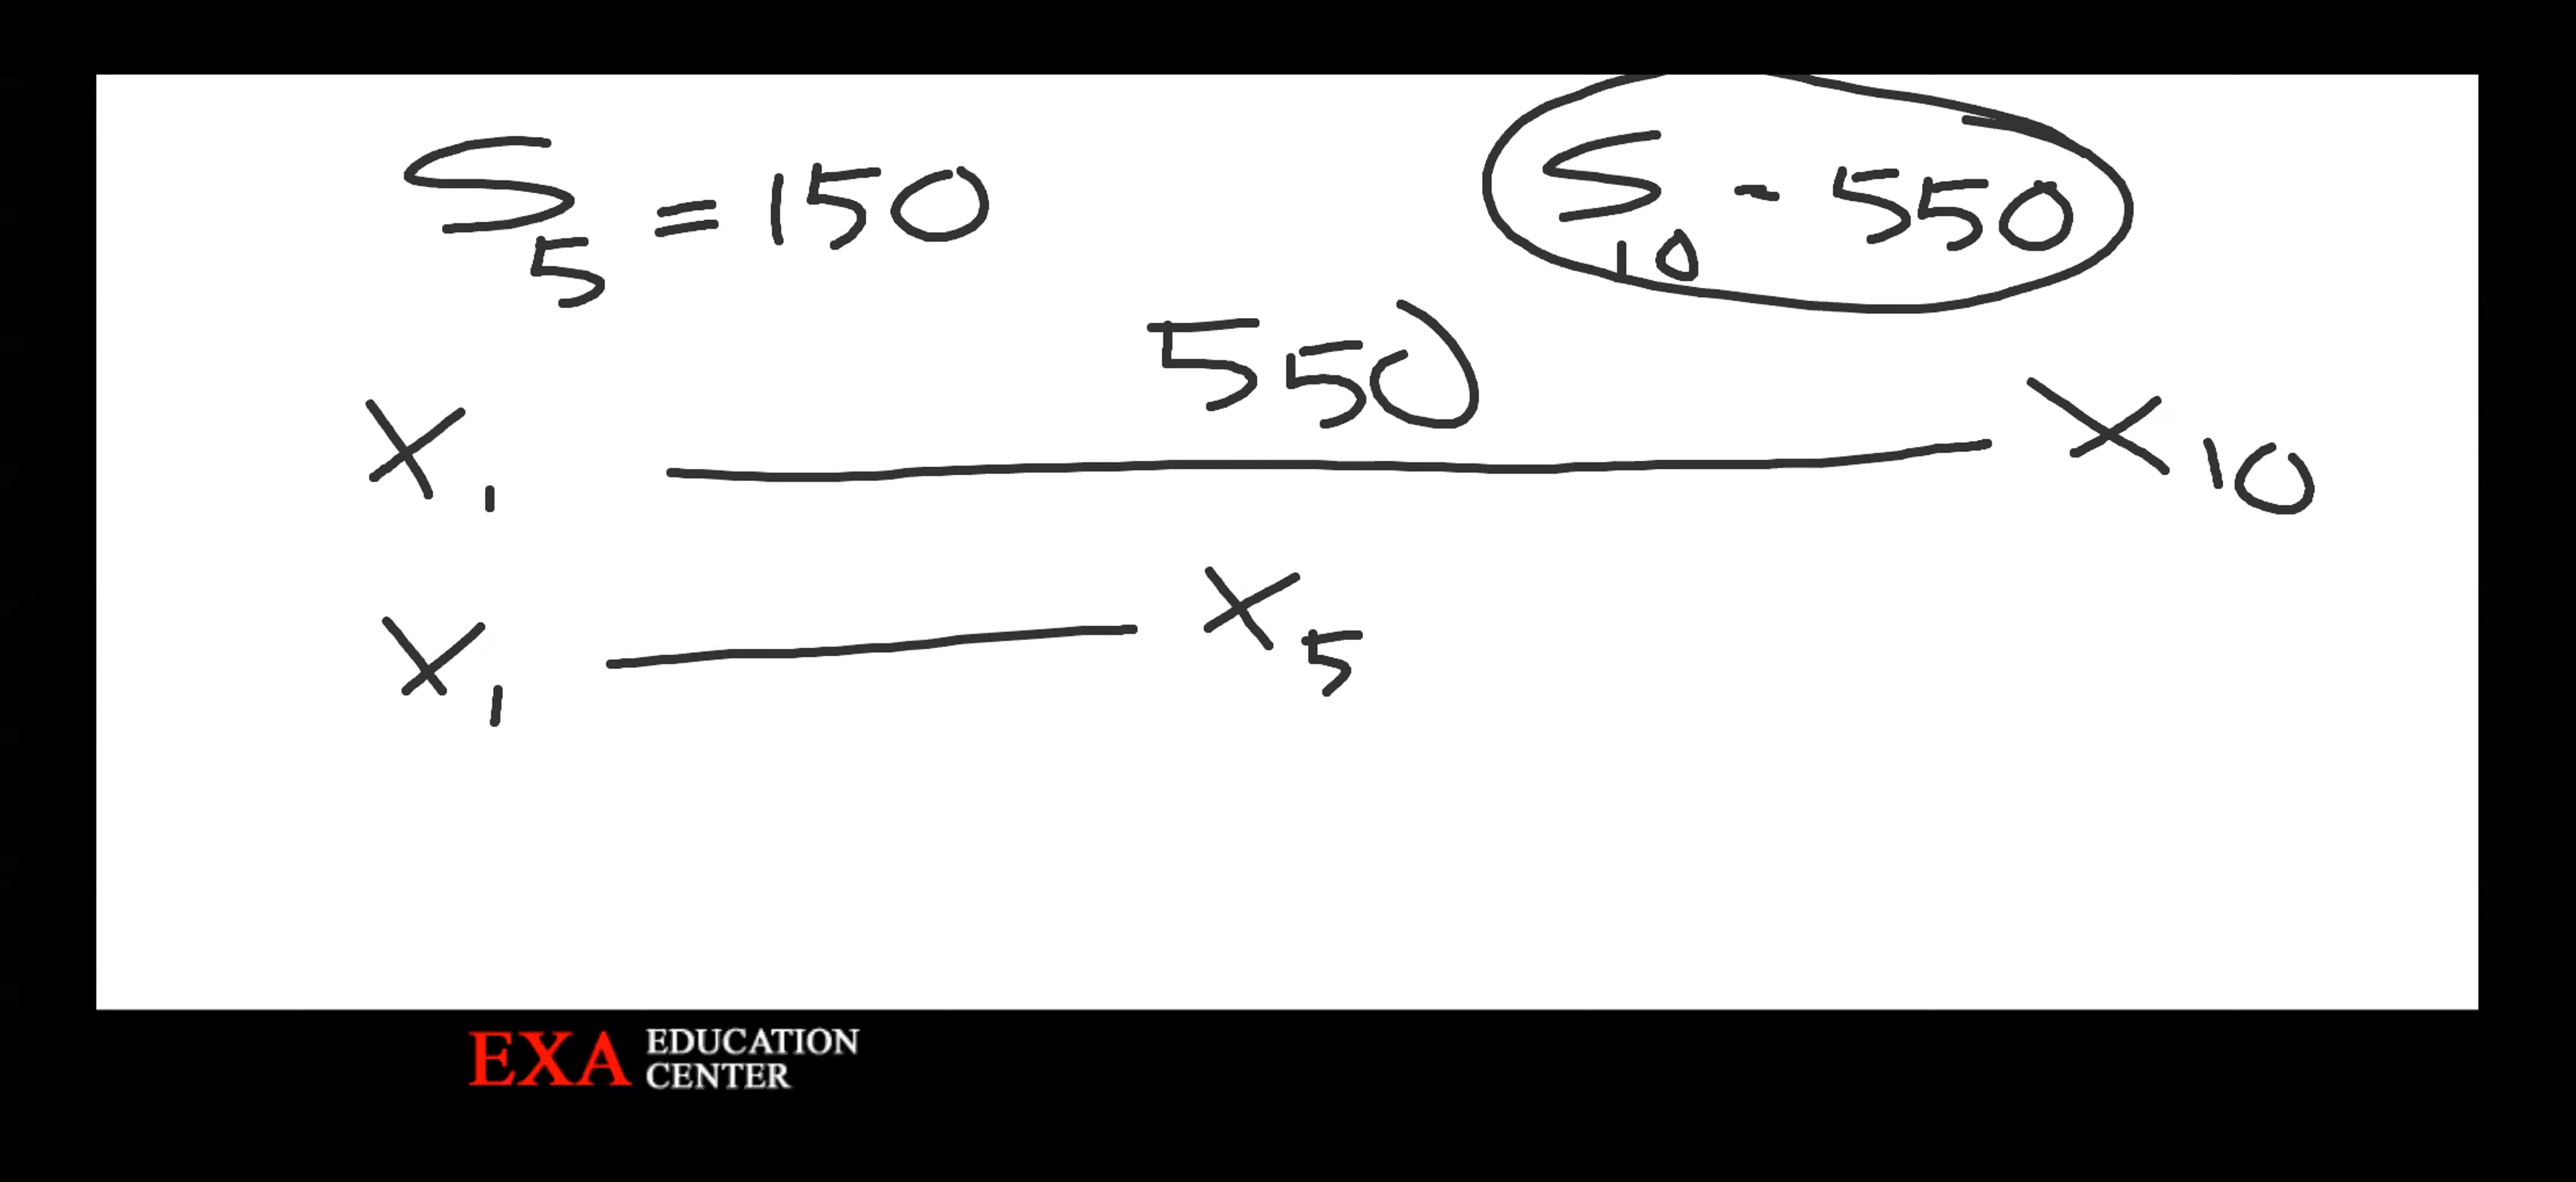 S₅ = 150
S₁₀ - 550
550
X₁ X₁₀
X₁ X₅
EXA EDUCATION
CENTER